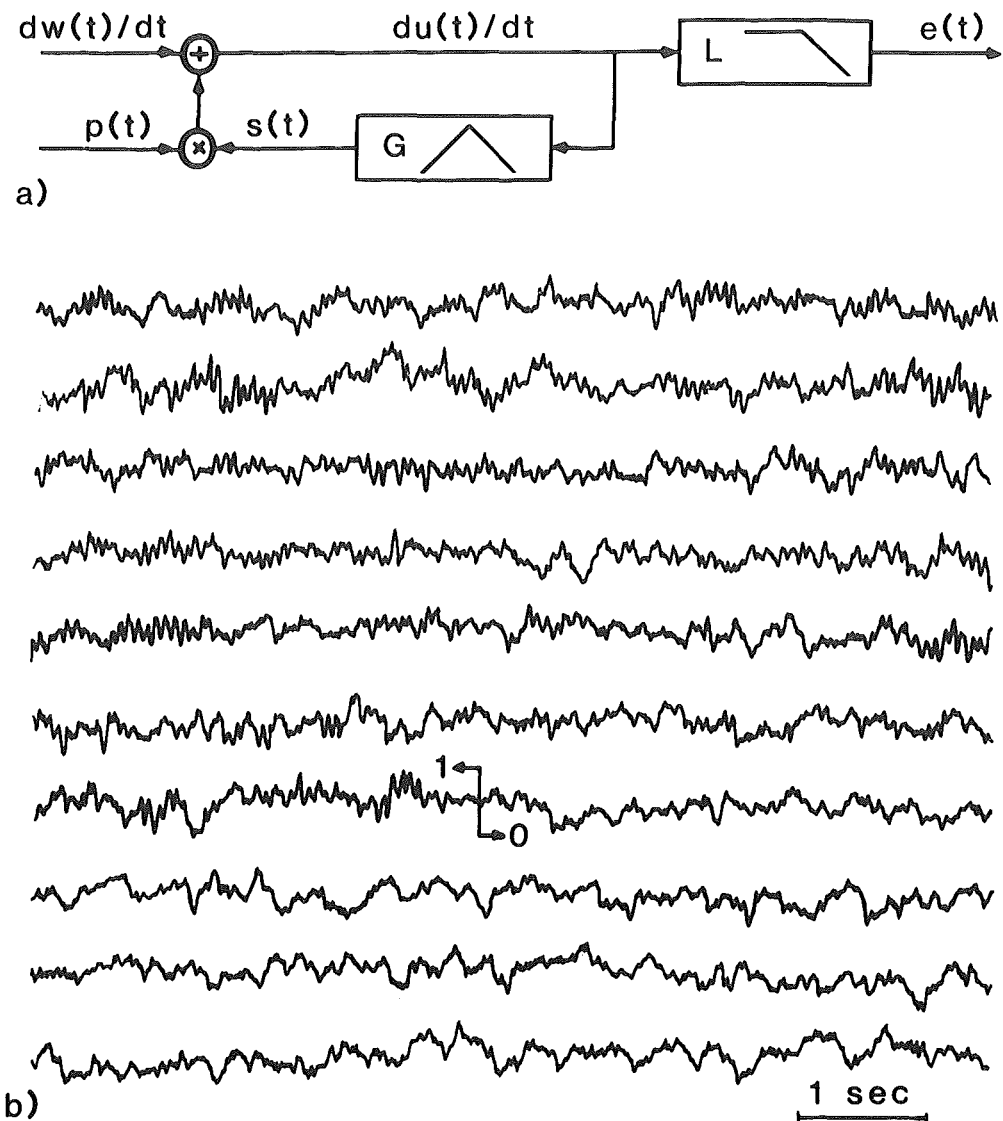 dw(t)/dt du(t)/dt e(t)
+
L
p(t) s(t)
× G
a)
1
0
b)
1 sec